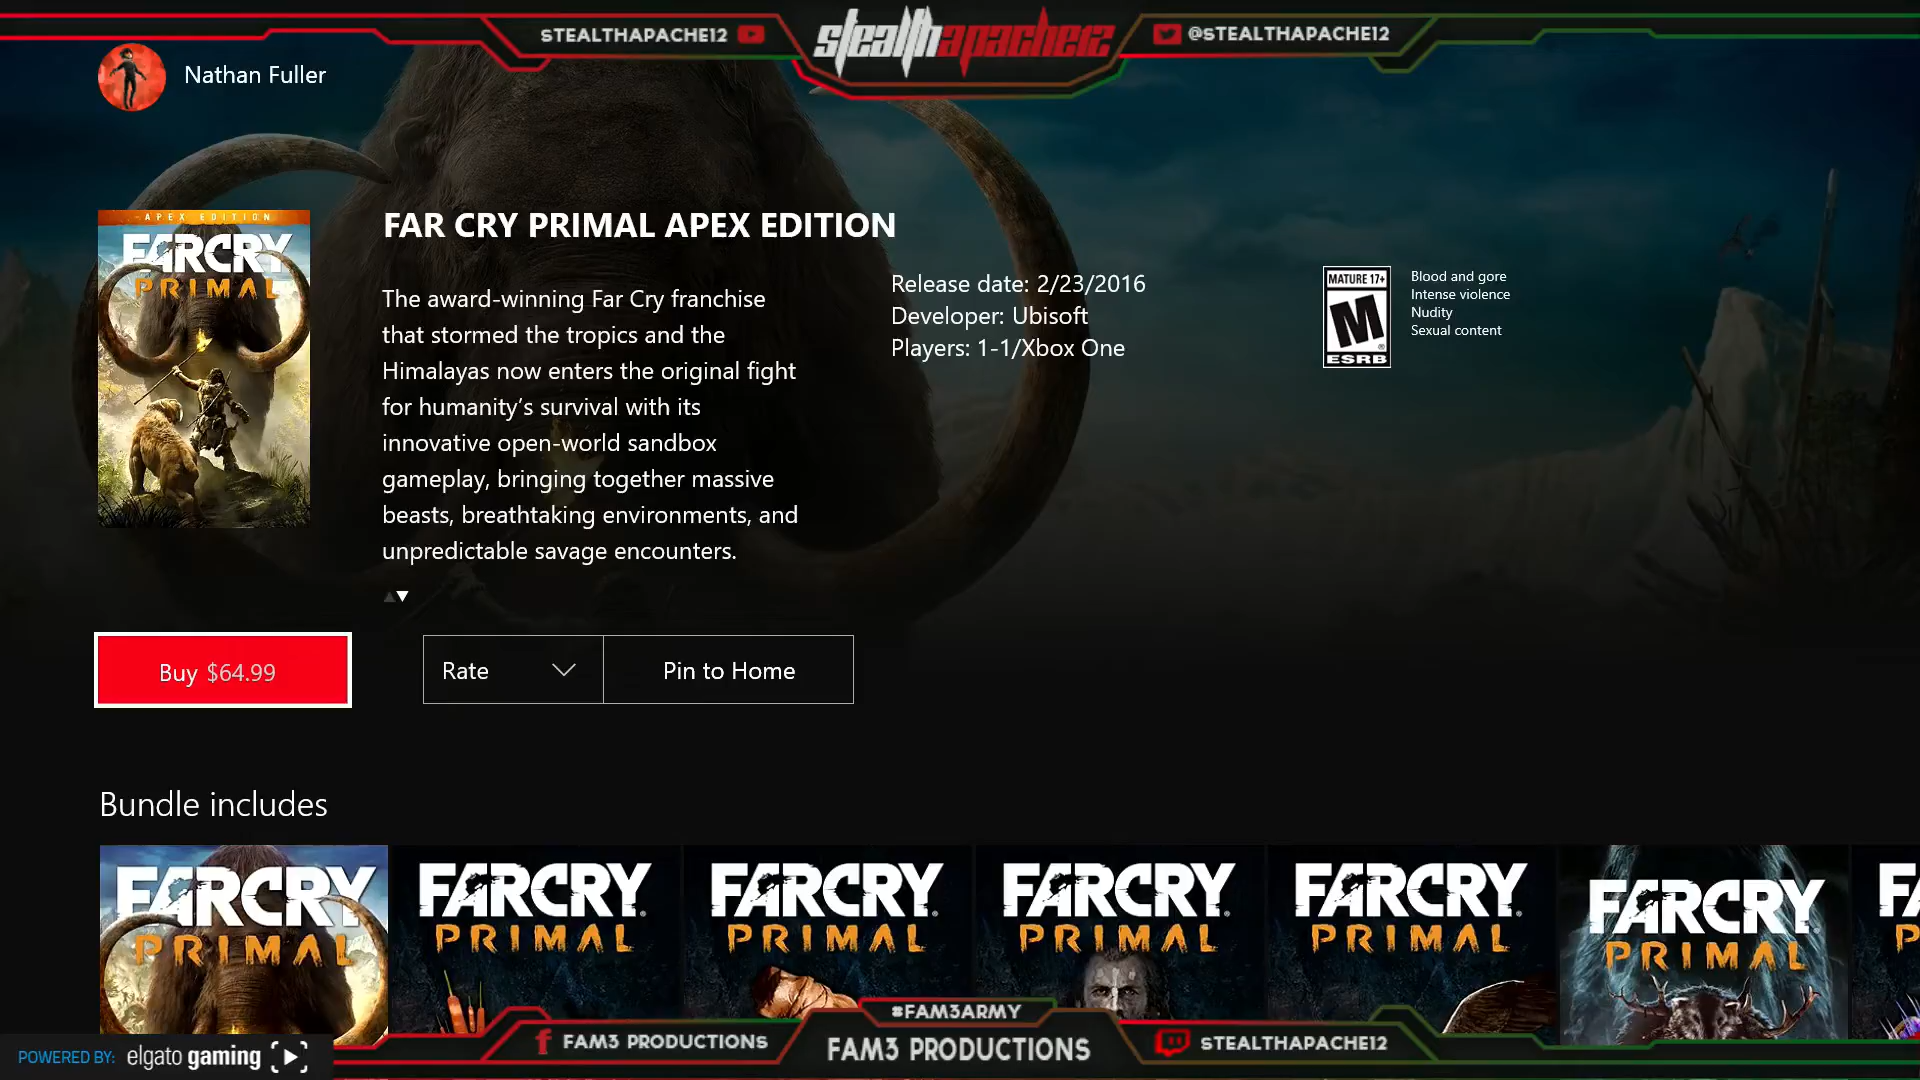 STEALTHAPACHE12
stealthapache12
@STEALTHAPACHE12
Nathan Fuller
APEX EDITION
FARCRY
PRIMAL
FAR CRY PRIMAL APEX EDITION
The award-winning Far Cry franchise
that stormed the tropics and the
Himalayas now enters the original fight
for humanity’s survival with its
innovative open-world sandbox
gameplay, bringing together massive
beasts, breathtaking environments, and
unpredictable savage encounters.
Release date: 2/23/2016
Developer: Ubisoft
Players: 1-1/Xbox One
MATURE 17+
M
ESRB
Blood and gore
Intense violence
Nudity
Sexual content
Buy $64.99
Rate
Pin to Home
Bundle includes
FARCRY
PRIMAL
FARCRY
PRIMAL
FARCRY
PRIMAL
FARCRY
PRIMAL
FARCRY
PRIMAL
FARCRY
PRIMAL
POWERED BY: elgato gaming
FAM3 PRODUCTIONS
#FAM3ARMY
FAM3 PRODUCTIONS
STEALTHAPACHE12